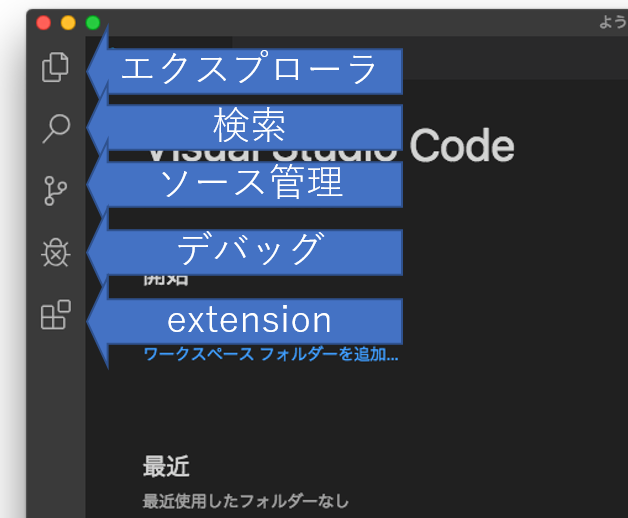 よう
エクスプローラ
検索
Visual Studio Code
ソース管理
デバッグ
開始
extension
ワークスペース フォルダーを追加...
最近
最近使用したフォルダーなし